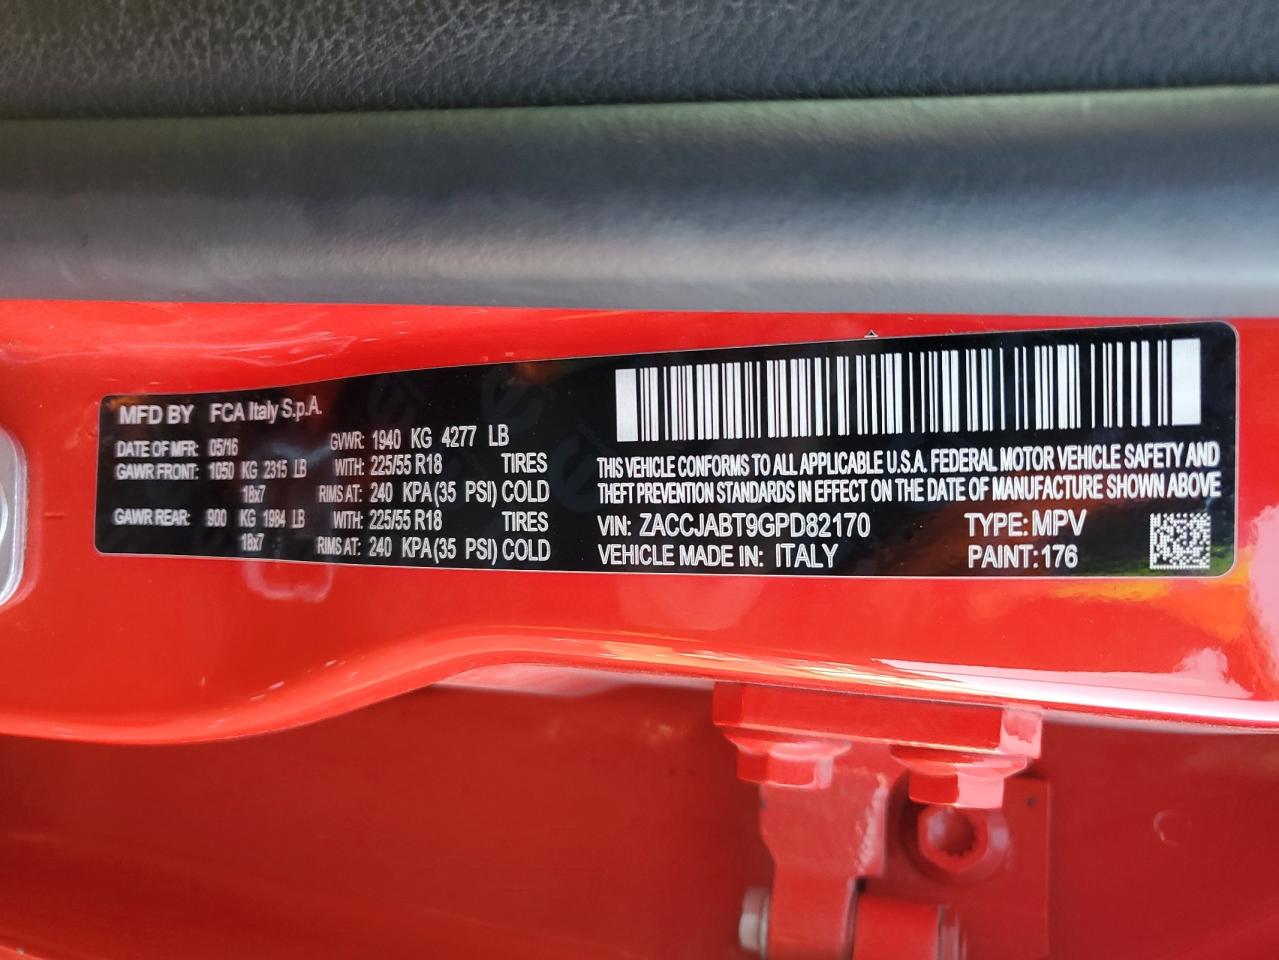 MFD BY FCA Italy S.p.A.
DATE OF MFR: 05/16 GVWR: 1940 KG 4277 LB
GAWR FRONT: 1050 KG 2315 LB WITH: 225/55 R18 TIRES
18x7 RIMS AT: 240 KPA (35 PSI) COLD
GAWR REAR: 900 KG 1984 LB WITH: 225/55 R18 TIRES
18x7 RIMS AT: 240 KPA (35 PSI) COLD
THIS VEHICLE CONFORMS TO ALL APPLICABLE U.S.A. FEDERAL MOTOR VEHICLE SAFETY AND
THEFT PREVENTION STANDARDS IN EFFECT ON THE DATE OF MANUFACTURE SHOWN ABOVE
VIN: ZACCJABT9GPD82170 TYPE: MPV
VEHICLE MADE IN: ITALY PAINT: 176